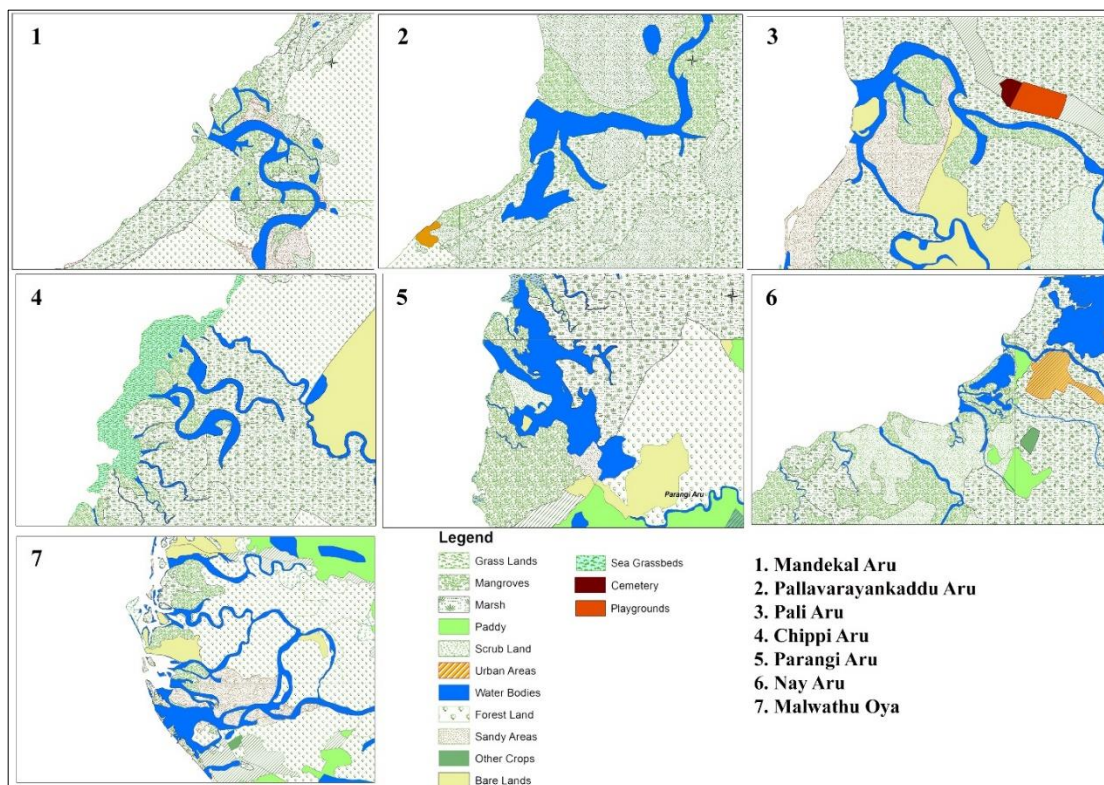 1
2
3
4
5
Parangi Aru
6
7
Legend
Grass Lands
Mangroves
Marsh
Paddy
Scrub Land
Urban Areas
Water Bodies
Forest Land
Sandy Areas
Other Crops
Bare Lands
Sea Grassbeds
Cemetery
Playgrounds
1. Mandekal Aru
2. Pallavarayankaddu Aru
3. Pali Aru
4. Chippi Aru
5. Parangi Aru
6. Nay Aru
7. Malwathu Oya